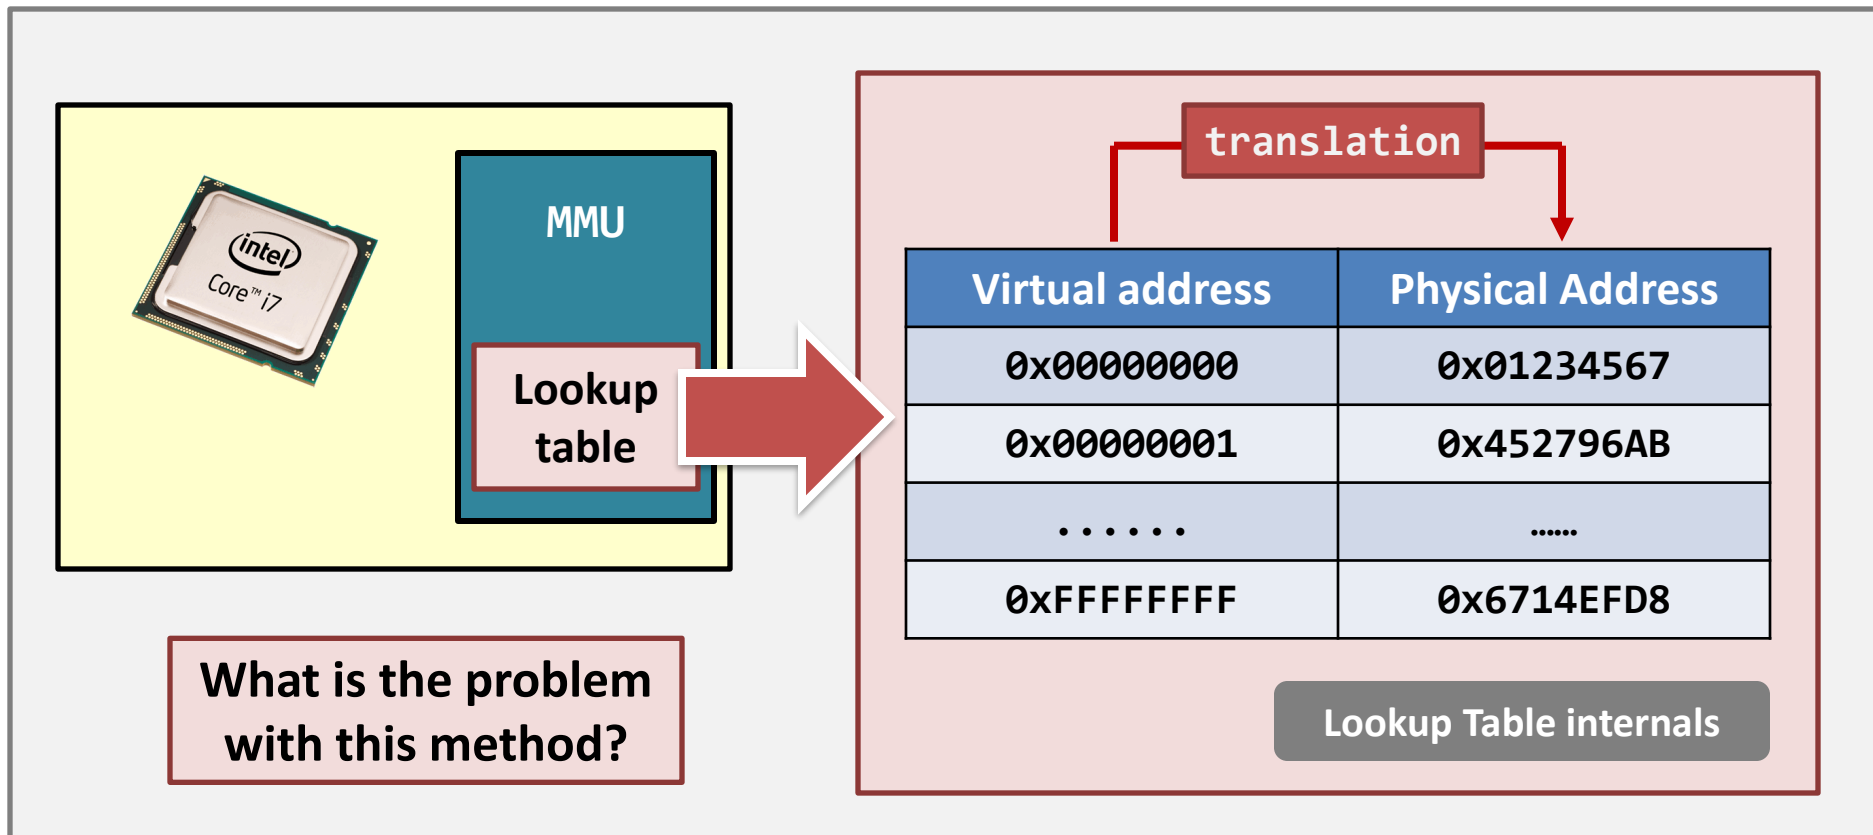 intel
Core™ i7
MMU
Lookup
table
What is the problem
with this method?
translation
Virtual address Physical Address
0x00000000 0x01234567
0x00000001 0x452796AB
...... ......
0xFFFFFFFF 0x6714EFD8
Lookup Table internals